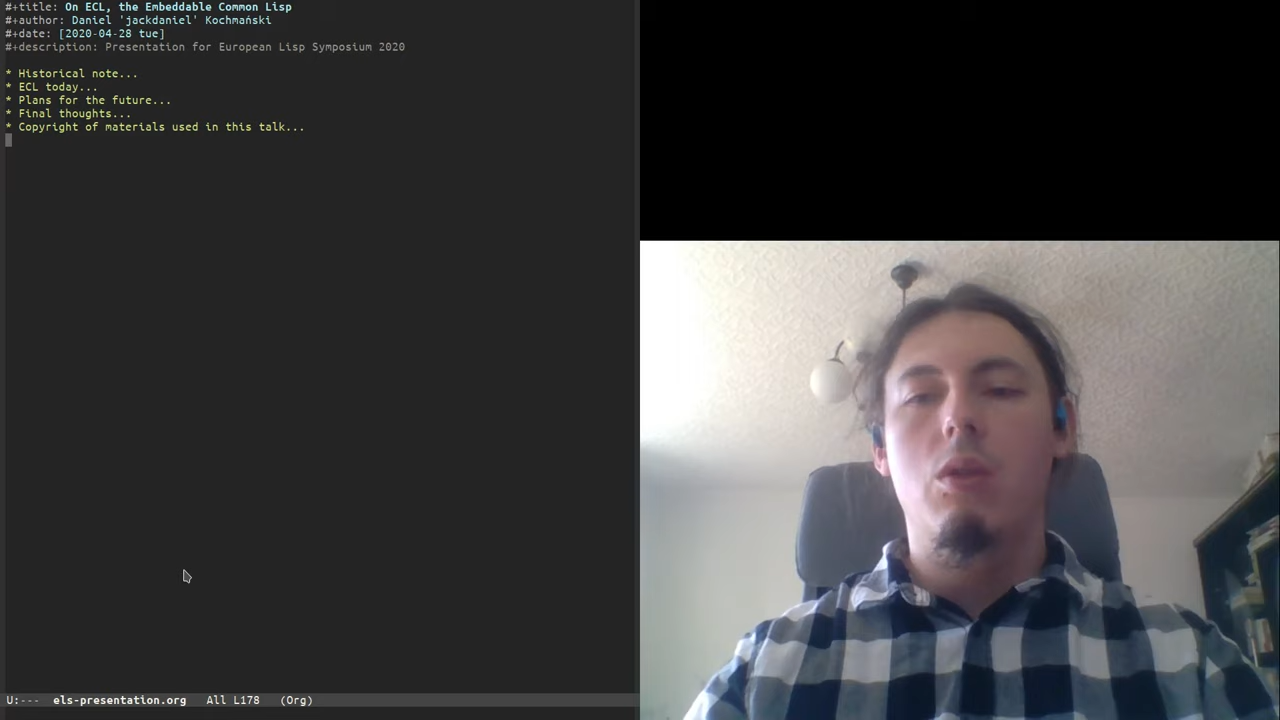 #+title: On ECL, the Embeddable Common Lisp
#+author: Daniel 'jackdaniel' Kochmański
#+date: [2020-04-28 tue]
#+description: Presentation for European Lisp Symposium 2020
* Historical note...
* ECL today...
* Plans for the future...
* Final thoughts...
* Copyright of materials used in this talk...
U:--- els-presentation.org All L178 (Org)